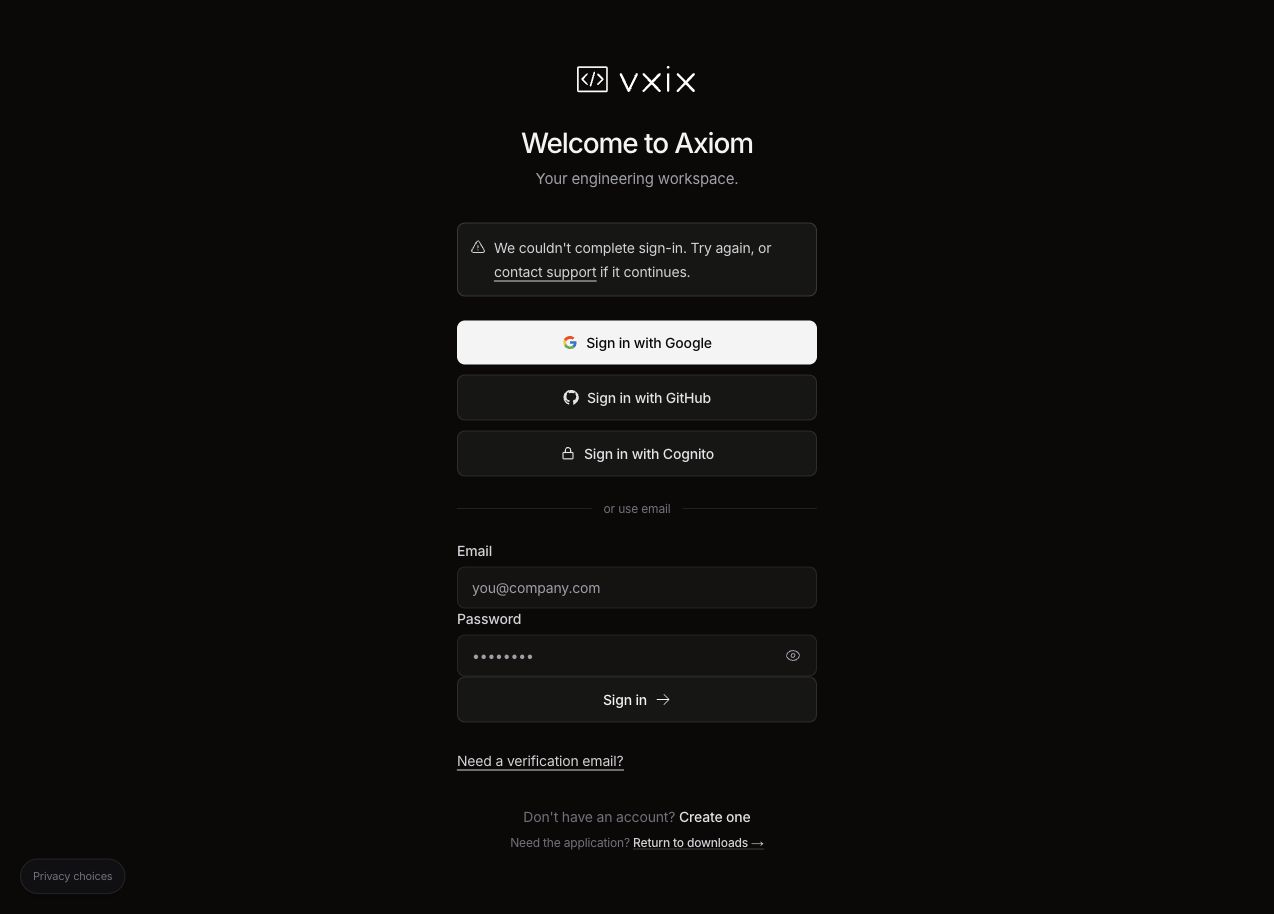 </> vxix
Welcome to Axiom
Your engineering workspace.
We couldn't complete sign-in. Try again, or
contact support if it continues.
Sign in with Google
Sign in with GitHub
Sign in with Cognito
or use email
Email
you@company.com
Password
••••••••
Sign in →
Need a verification email?
Don't have an account? Create one
Need the application? Return to downloads →
Privacy choices